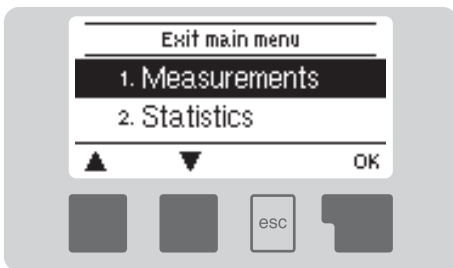 Exit main menu
1. Measurements
2. Statistics
▲ ▼ OK
esc